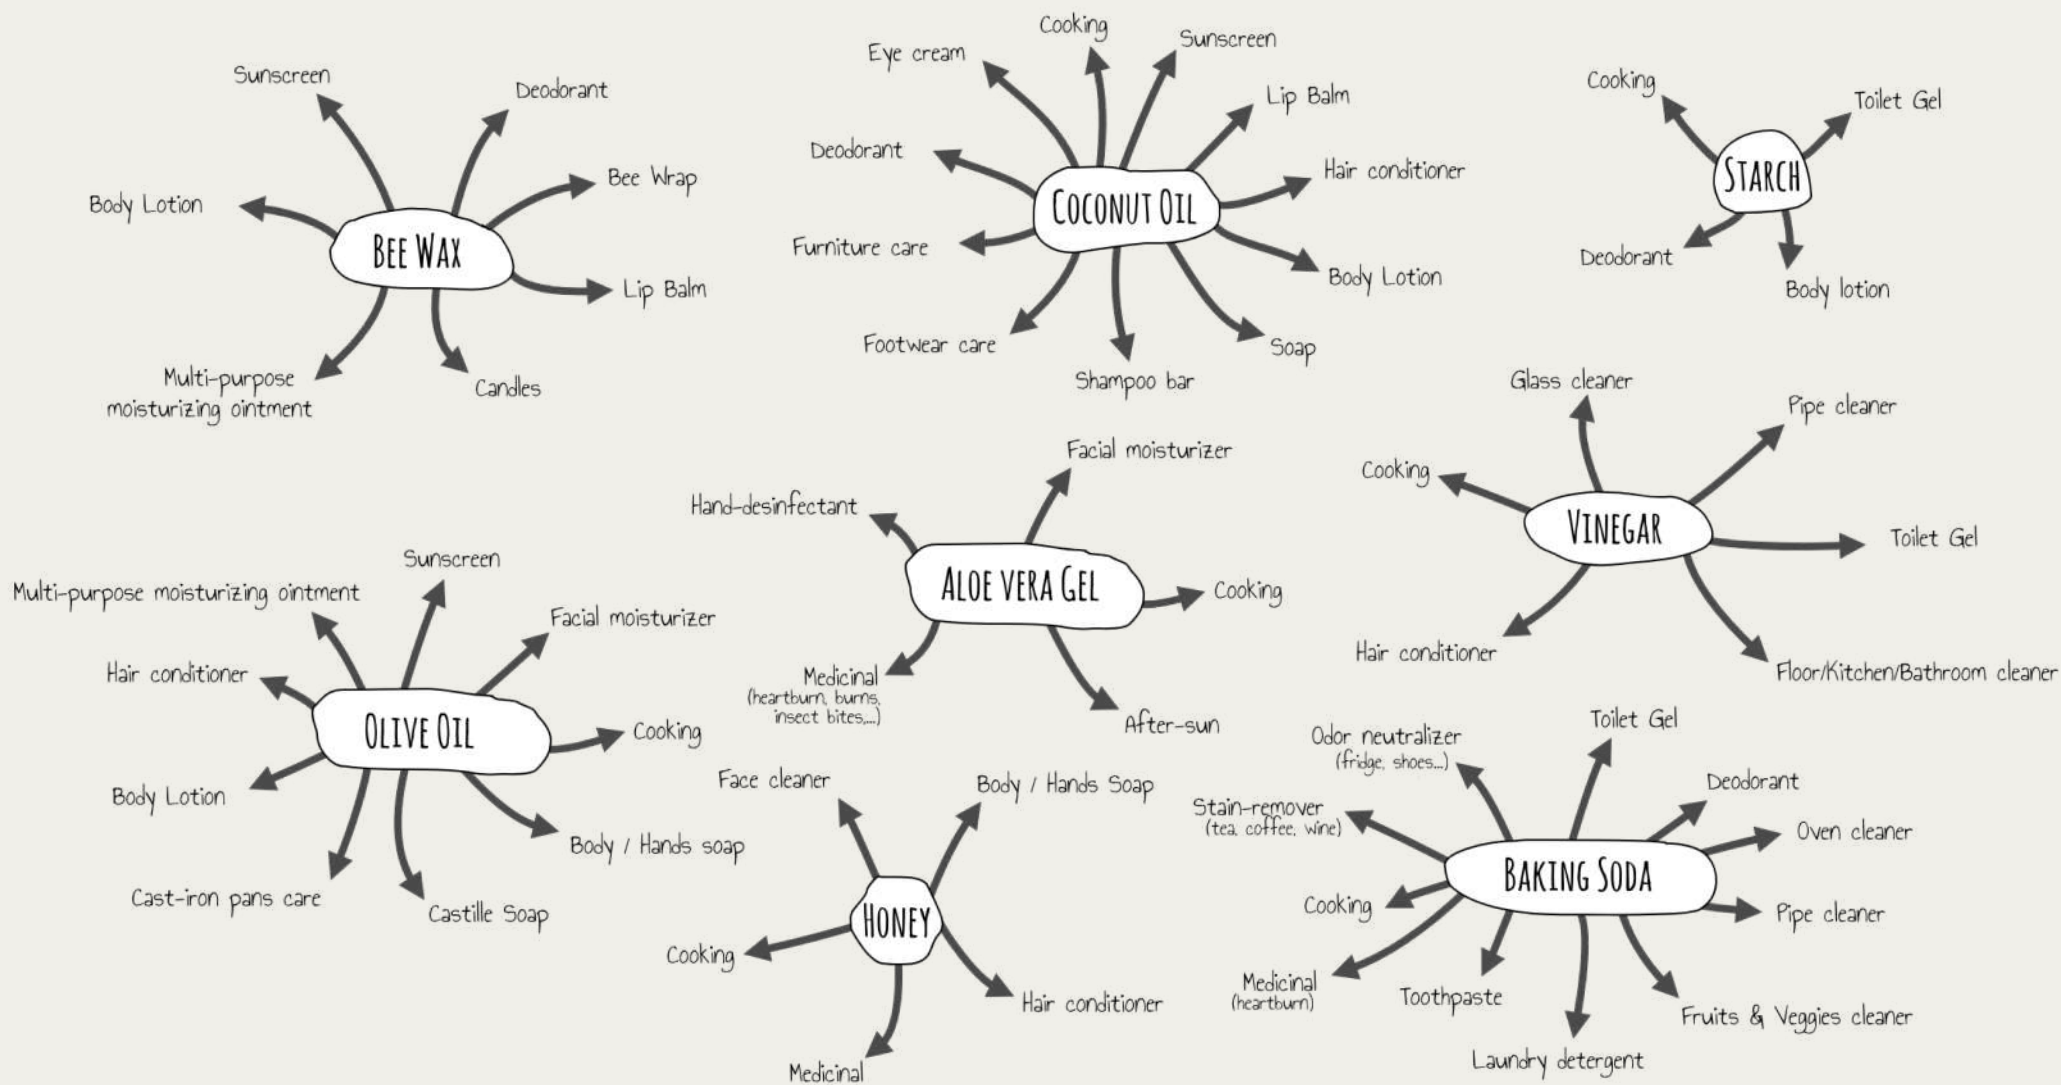 Sunscreen
Deodorant
Bee Wrap
Body Lotion
BEE WAX
Lip Balm
Multi-purpose
moisturizing ointment
Candles
Cooking
Eye cream
Sunscreen
Lip Balm
Deodorant
Hair conditioner
COCONUT OIL
Furniture care
Body Lotion
Footwear care
Soap
Shampoo bar
Cooking
Toilet Gel
STARCH
Deodorant
Body lotion
Glass cleaner
Pipe cleaner
Cooking
VINEGAR
Toilet Gel
Hair conditioner
Floor/Kitchen/Bathroom cleaner
Facial moisturizer
Hand-desinfectant
ALOE VERA GEL
Cooking
Medicinal
(heartburn, burns,
insect bites,...)
After-sun
Sunscreen
Multi-purpose moisturizing ointment
Facial moisturizer
Hair conditioner
OLIVE OIL
Cooking
Body Lotion
Body / Hands soap
Cast-iron pans care
Castille Soap
Face cleaner
Body / Hands Soap
HONEY
Cooking
Hair conditioner
Medicinal
Toilet Gel
Odor neutralizer
(fridge, shoes...)
Deodorant
Stain-remover
(tea, coffee, wine)
Oven cleaner
BAKING SODA
Cooking
Pipe cleaner
Medicinal
(heartburn)
Toothpaste
Fruits & Veggies cleaner
Laundry detergent